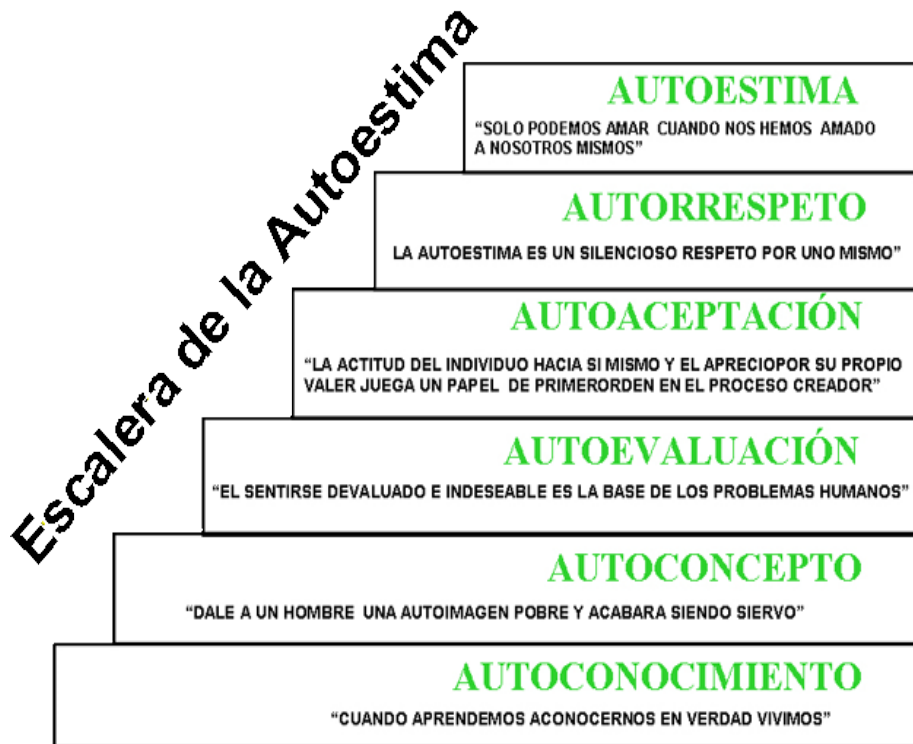 Escalera de la Autoestima
AUTOESTIMA
“SOLO PODEMOS AMAR CUANDO NOS HEMOS AMADO
A NOSOTROS MISMOS”
AUTORRESPETO
LA AUTOESTIMA ES UN SILENCIOSO RESPETO POR UNO MISMO”
AUTOACEPTACIÓN
“LA ACTITUD DEL INDIVIDUO HACIA SI MISMO Y EL APRECIOPOR SU PROPIO
VALER JUEGA UN PAPEL DE PRIMERORDEN EN EL PROCESO CREADOR”
AUTOEVALUACIÓN
“EL SENTIRSE DEVALUADO E INDESEABLE ES LA BASE DE LOS PROBLEMAS HUMANOS”
AUTOCONCEPTO
“DALE A UN HOMBRE UNA AUTOIMAGEN POBRE Y ACABARA SIENDO SIERVO”
AUTOCONOCIMIENTO
“CUANDO APRENDEMOS ACONOCERNOS EN VERDAD VIVIMOS”